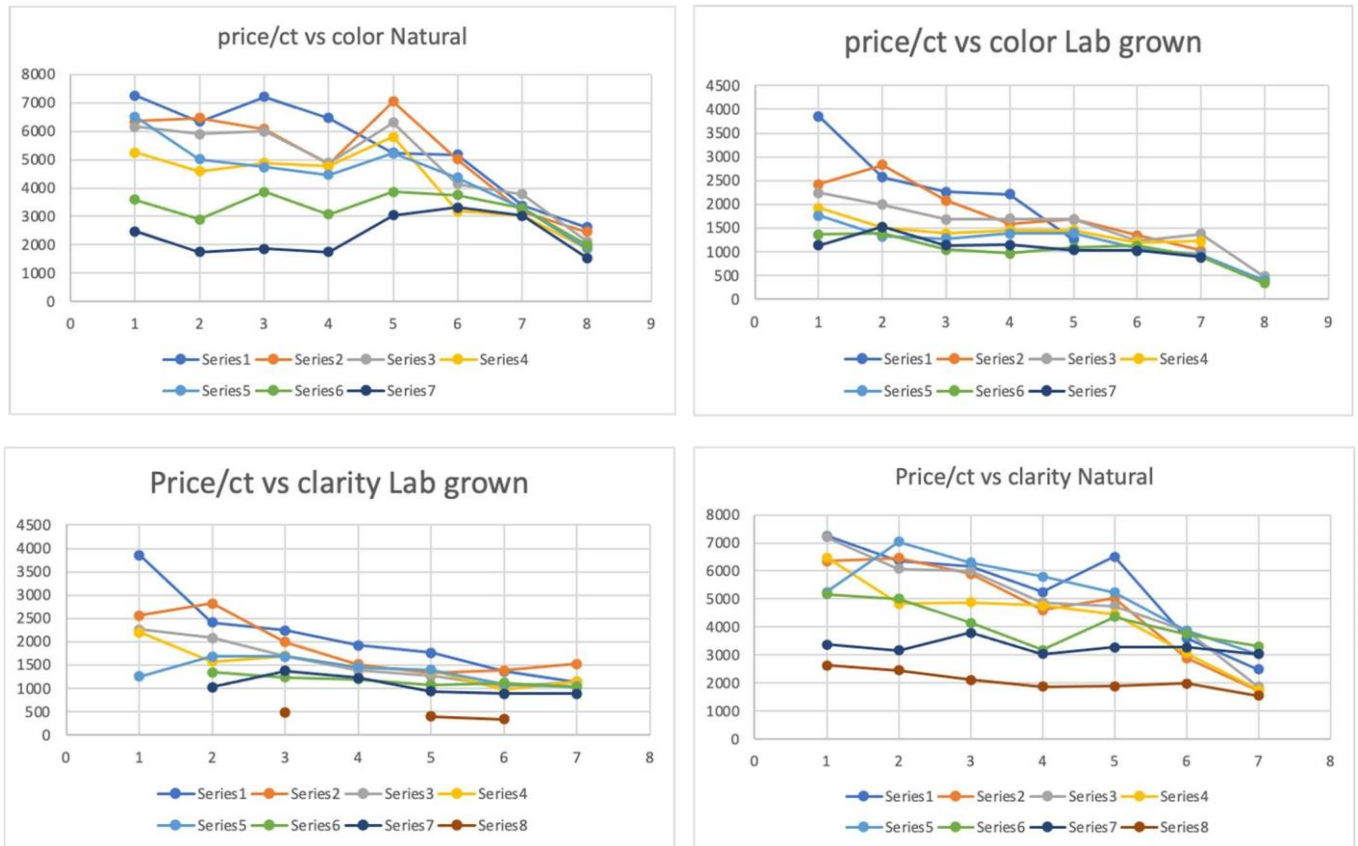 price/ct vs color Natural
8000
7000
6000
5000
4000
3000
2000
1000
0
0 1 2 3 4 5 6 7 8 9
Series1 Series2 Series3 Series4
Series5 Series6 Series7
price/ct vs color Lab grown
4500
4000
3500
3000
2500
2000
1500
1000
500
0
0 1 2 3 4 5 6 7 8 9
Series1 Series2 Series3 Series4
Series5 Series6 Series7
Price/ct vs clarity Lab grown
4500
4000
3500
3000
2500
2000
1500
1000
500
0
0 1 2 3 4 5 6 7 8
Series1 Series2 Series3 Series4
Series5 Series6 Series7 Series8
Price/ct vs clarity Natural
8000
7000
6000
5000
4000
3000
2000
1000
0
0 1 2 3 4 5 6 7 8
Series1 Series2 Series3 Series4
Series5 Series6 Series7 Series8